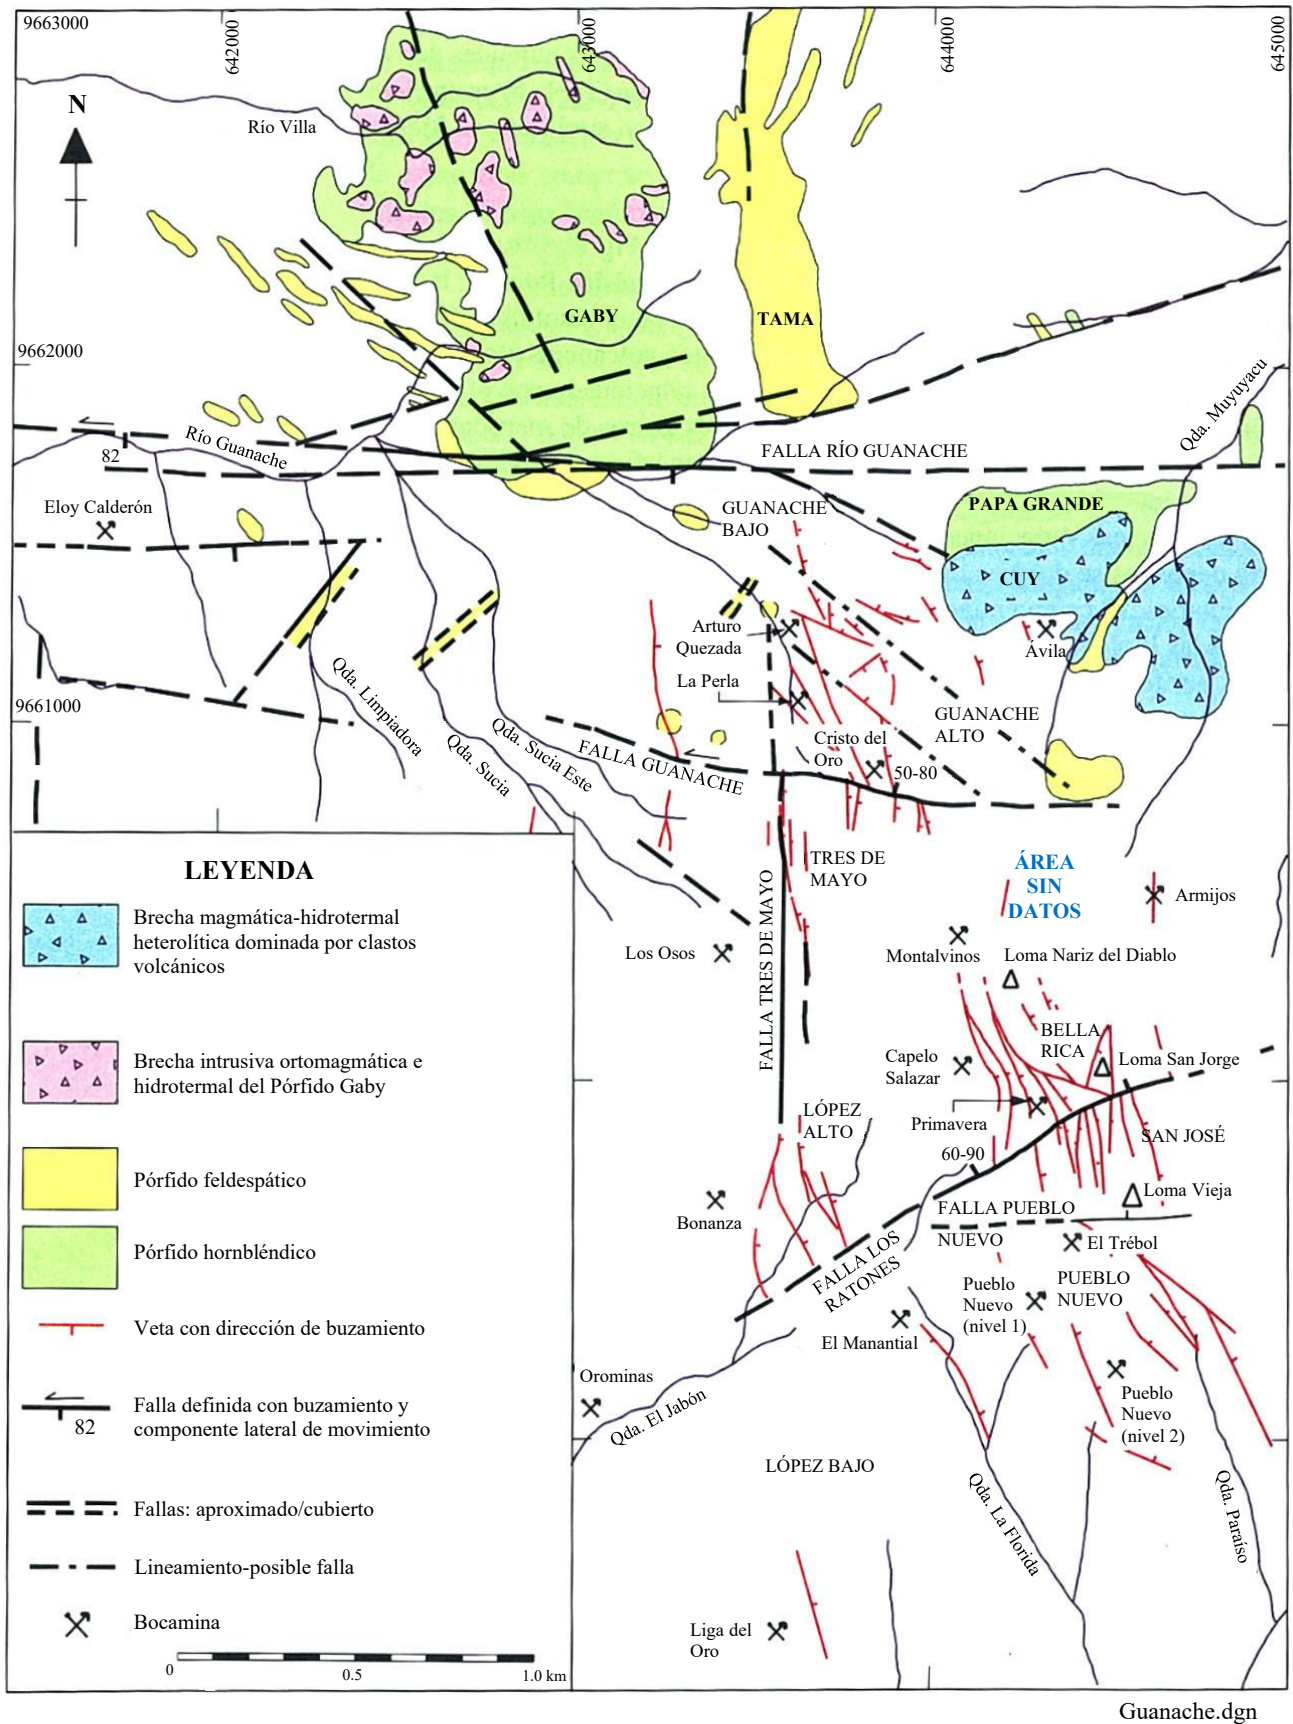 9663000
642000
643000
644000
645000
N
Río Villa
GABY
TAMA
9662000
Qda. Muyuyacu
Río Guanache
82
FALLA RÍO GUANACHE
Eloy Calderón
GUANACHE
BAJO
PAPA GRANDE
CUY
Arturo
Quezada
Ávila
La Perla
Qda. Limpiadora
9661000
Qda. Sucia
Qda. Sucia Este
FALLA GUANACHE
Cristo del
Oro
50-80
GUANACHE
ALTO
TRES DE
MAYO
FALLA TRES DE MAYO
ÁREA
SIN
DATOS
Armijos
Los Osos
Montalvinos
Loma Nariz del Diablo
BELLA
RICA
Capelo
Salazar
Loma San Jorge
Primavera
LÓPEZ
ALTO
SAN JOSÉ
60-90
Bonanza
Loma Vieja
FALLA PUEBLO
NUEVO
El Trébol
FALLA LOS
RATONES
Pueblo
Nuevo
(nivel 1)
PUEBLO
NUEVO
El Manantial
Orominas
Qda. El Jabón
Pueblo
Nuevo
(nivel 2)
LÓPEZ BAJO
Qda. La Florida
Qda. Paraíso
Liga del
Oro
LEYENDA
Brecha magmática-hidrotermal
heterolítica dominada por clastos
volcánicos
Brecha intrusiva ortomagmática e
hidrotermal del Pórfido Gaby
Pórfido feldespático
Pórfido hornbléndico
Veta con dirección de buzamiento
Falla definida con buzamiento y
componente lateral de movimiento
82
Fallas: aproximado/cubierto
Lineamiento-posible falla
Bocamina
0
0.5
1.0 km
Guanache.dgn